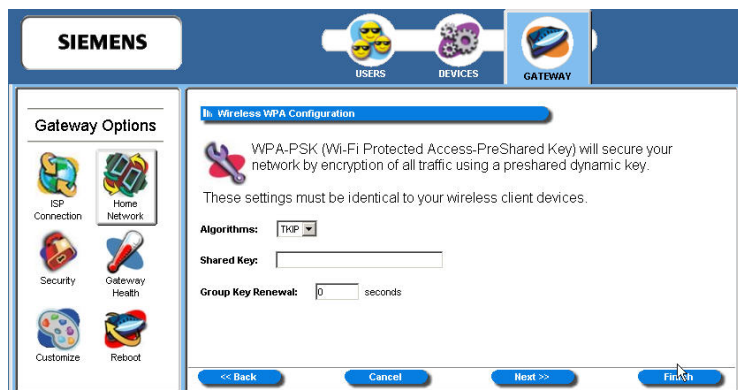 SIEMENS
USERS
DEVICES
GATEWAY
Gateway Options
ISP
Connection
Home
Network
Security
Gateway
Health
Customize
Reboot
Wireless WPA Configuration
WPA-PSK (Wi-Fi Protected Access-PreShared Key) will secure your
network by encryption of all traffic using a preshared dynamic key.
These settings must be identical to your wireless client devices.
Algorithms: TKIP
Shared Key:
Group Key Renewal: 0 seconds
<< Back
Cancel
Next >>
Finish